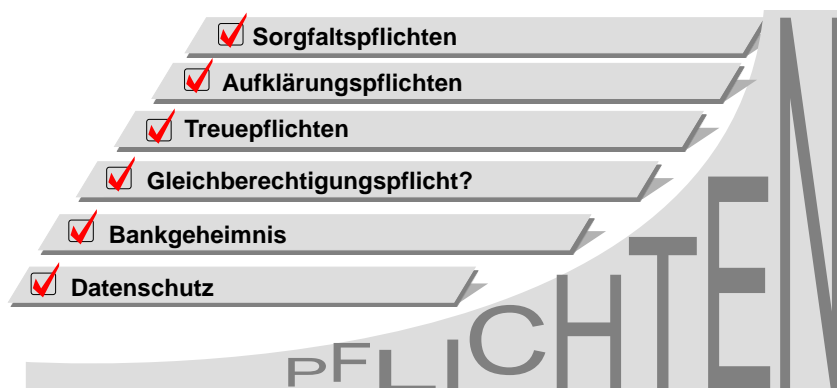 Sorgfaltspflichten
Aufklärungspflichten
Treuepflichten
Gleichberechtigungspflicht?
Bankgeheimnis
Datenschutz
PFLICHTEN